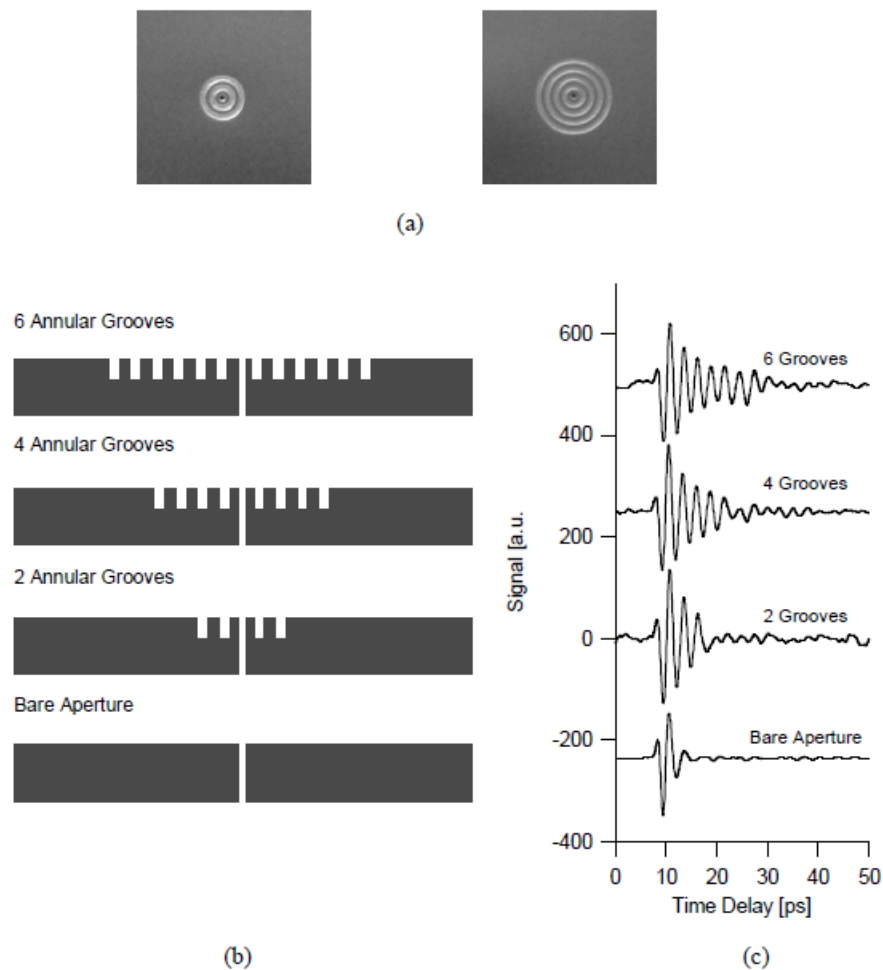 (a)
6 Annular Grooves
4 Annular Grooves
2 Annular Grooves
Bare Aperture
(b)
600
400
200
0
-200
-400
Signal [a.u.
6 Grooves
4 Grooves
2 Grooves
Bare Aperture
0 10 20 30 40 50
Time Delay [ps]
(c)